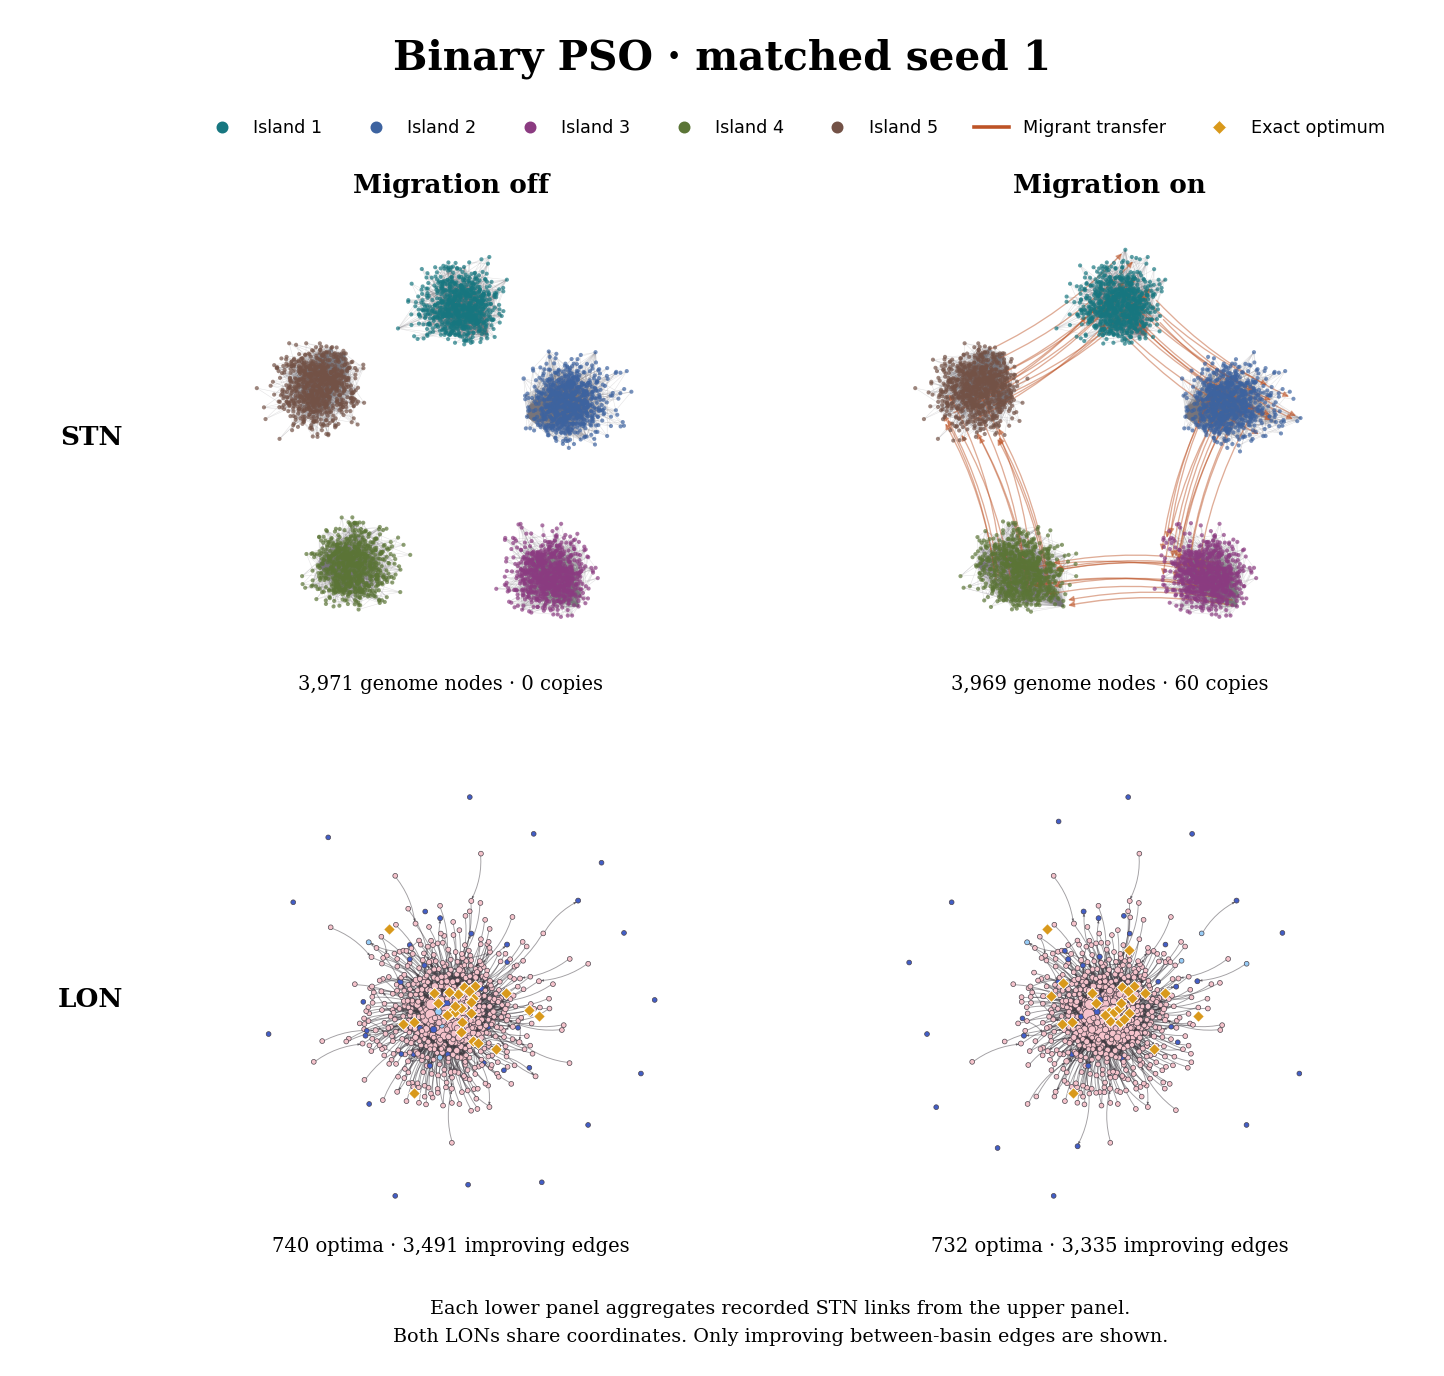 Binary PSO · matched seed 1
Island 1 Island 2 Island 3 Island 4 Island 5 Migrant transfer Exact optimum
Migration off Migration on
STN
3,971 genome nodes · 0 copies 3,969 genome nodes · 60 copies
LON
740 optima · 3,491 improving edges 732 optima · 3,335 improving edges
Each lower panel aggregates recorded STN links from the upper panel.
Both LONs share coordinates. Only improving between-basin edges are shown.